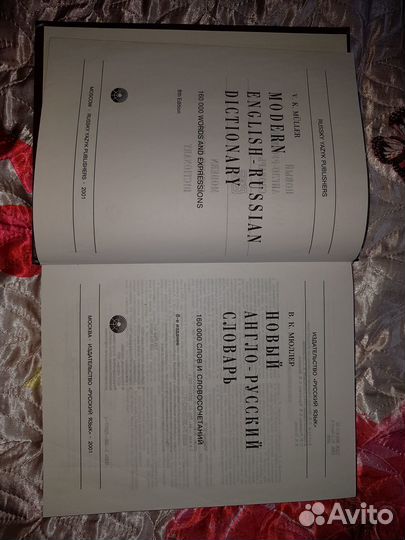 RUSSKY YAZYK PUBLISHERS
V. K. MÜLLER
MODERN
ENGLISH-RUSSIAN
DICTIONARY
160 000 WORDS AND EXPRESSIONS
8th Edition
MOSCOW RUSSKY YAZYK PUBLISHERS - 2001
ИЗДАТЕЛЬСТВО «РУССКИЙ ЯЗЫК»
В. К. МЮЛЛЕР
НОВЫЙ
АНГЛО-РУССКИЙ
СЛОВАРЬ
160 000 СЛОВ И СЛОВОСОЧЕТАНИЙ
8-е издание
МОСКВА - ИЗДАТЕЛЬСТВО «РУССКИЙ ЯЗЫК» - 2001
Avito